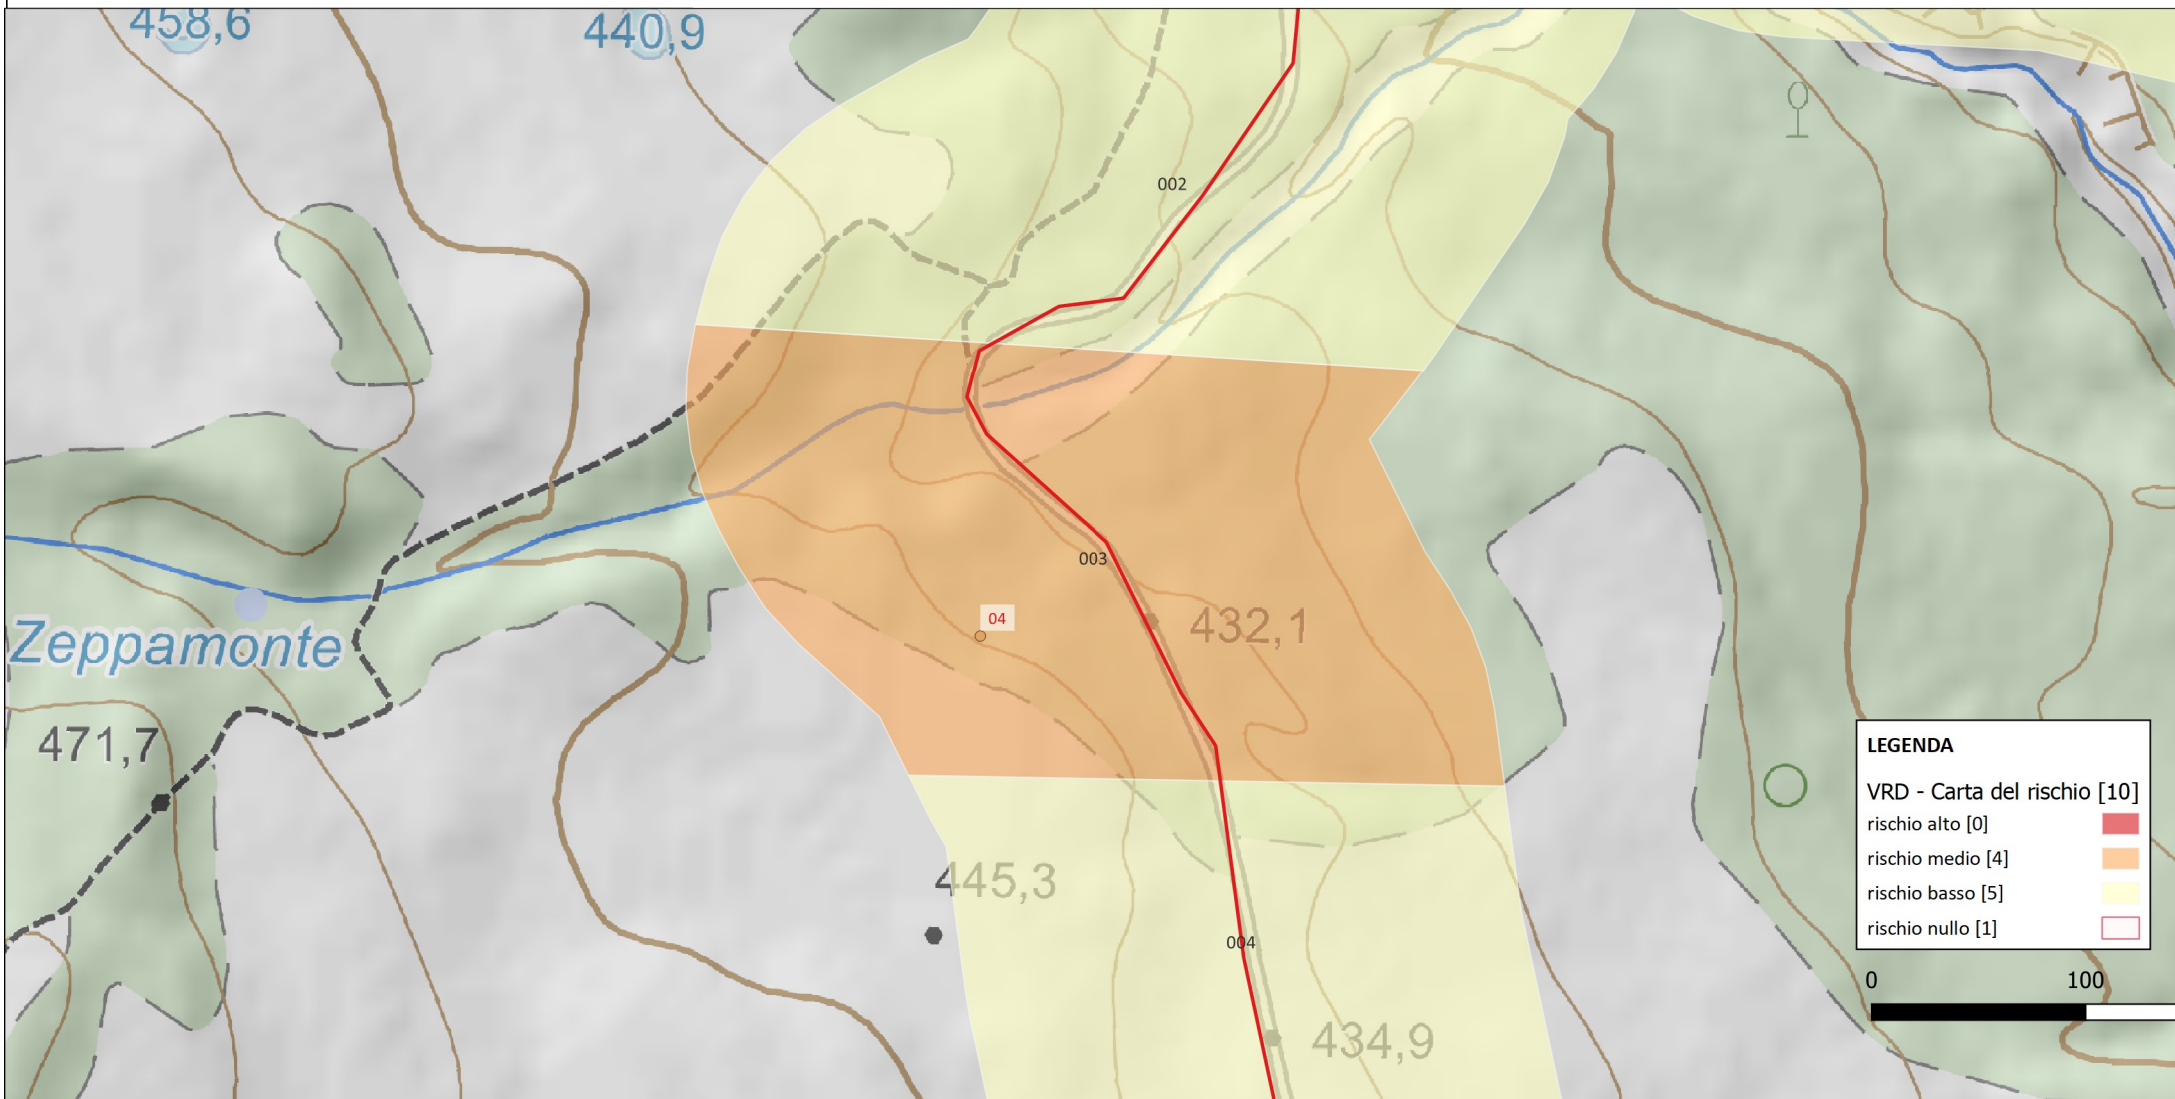 458,6
440,9
002
003
04
432,1
Zeppamonte
471,7
445,3
004
434,9
LEGENDA
VRD - Carta del rischio [10]
rischio alto [0]
rischio medio [4]
rischio basso [5]
rischio nullo [1]
0 100